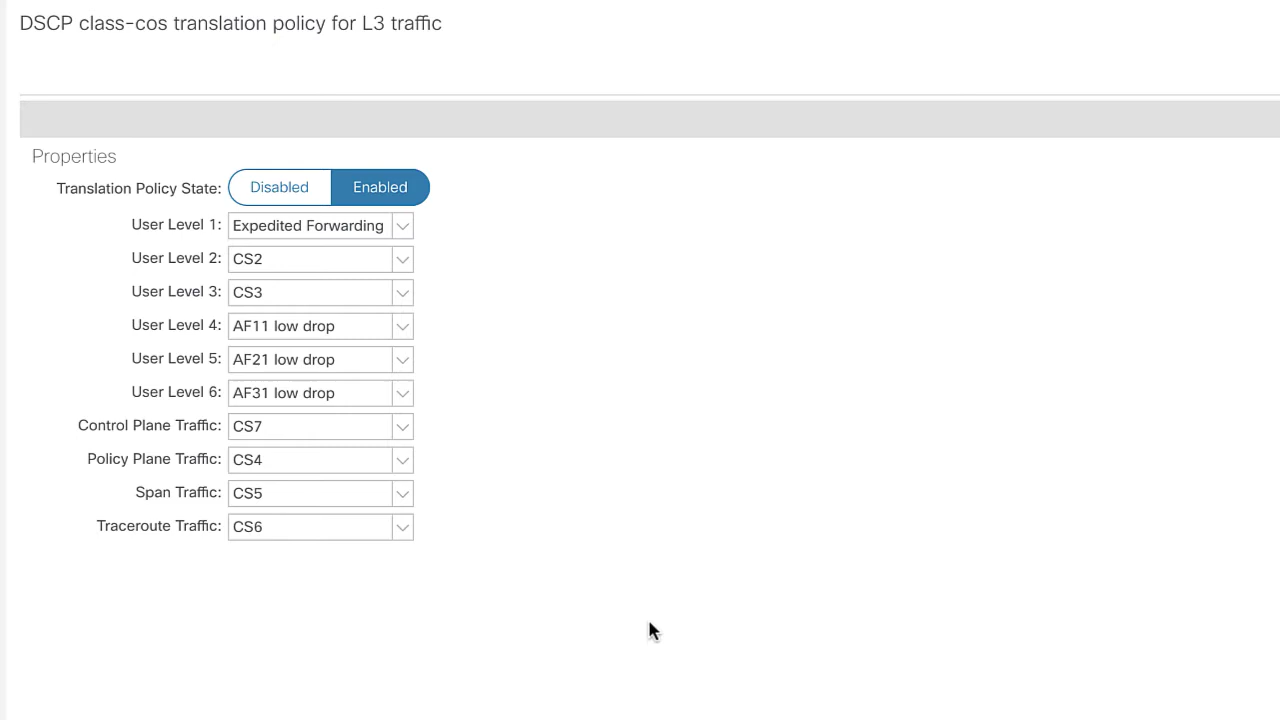 DSCP class-cos translation policy for L3 traffic
Properties
Translation Policy State: Disabled Enabled
User Level 1: Expedited Forwarding
User Level 2: CS2
User Level 3: CS3
User Level 4: AF11 low drop
User Level 5: AF21 low drop
User Level 6: AF31 low drop
Control Plane Traffic: CS7
Policy Plane Traffic: CS4
Span Traffic: CS5
Traceroute Traffic: CS6